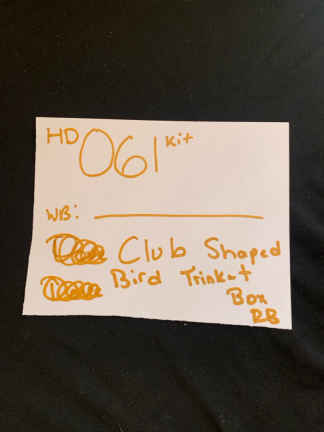 HD 061 Kit
WB:
Club Shaped
Bird Trinket
Box
RB